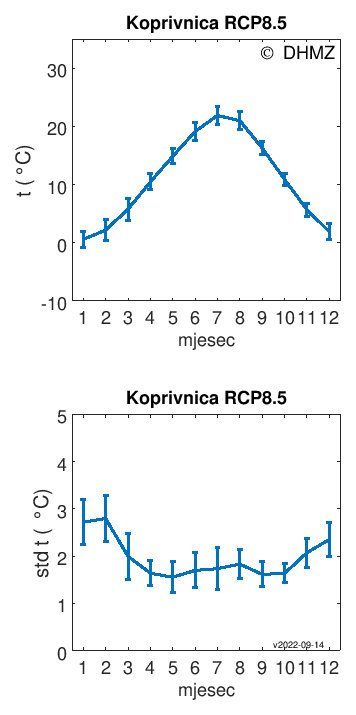 Koprivnica RCP8.5
© DHMZ
30
20
10
0
-10
t ( °C)
1 2 3 4 5 6 7 8 9 10 11 12
mjesec
Koprivnica RCP8.5
5
4
3
2
1
0
std t ( °C)
v2022-09-14
1 2 3 4 5 6 7 8 9 10 11 12
mjesec